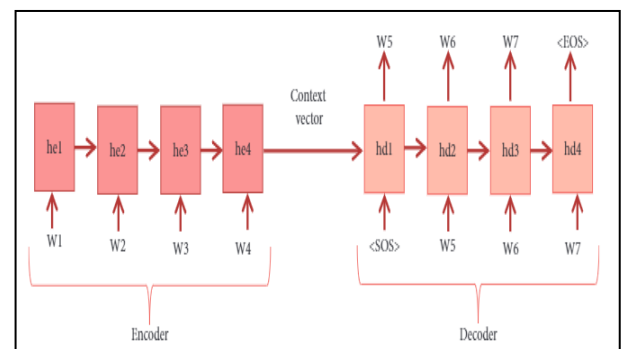 W5 W6 W7 <EOS>
Context
vector
he1 he2 he3 he4 hd1 hd2 hd3 hd4
W1 W2 W3 W4 <SOS> W5 W6 W7
Encoder Decoder